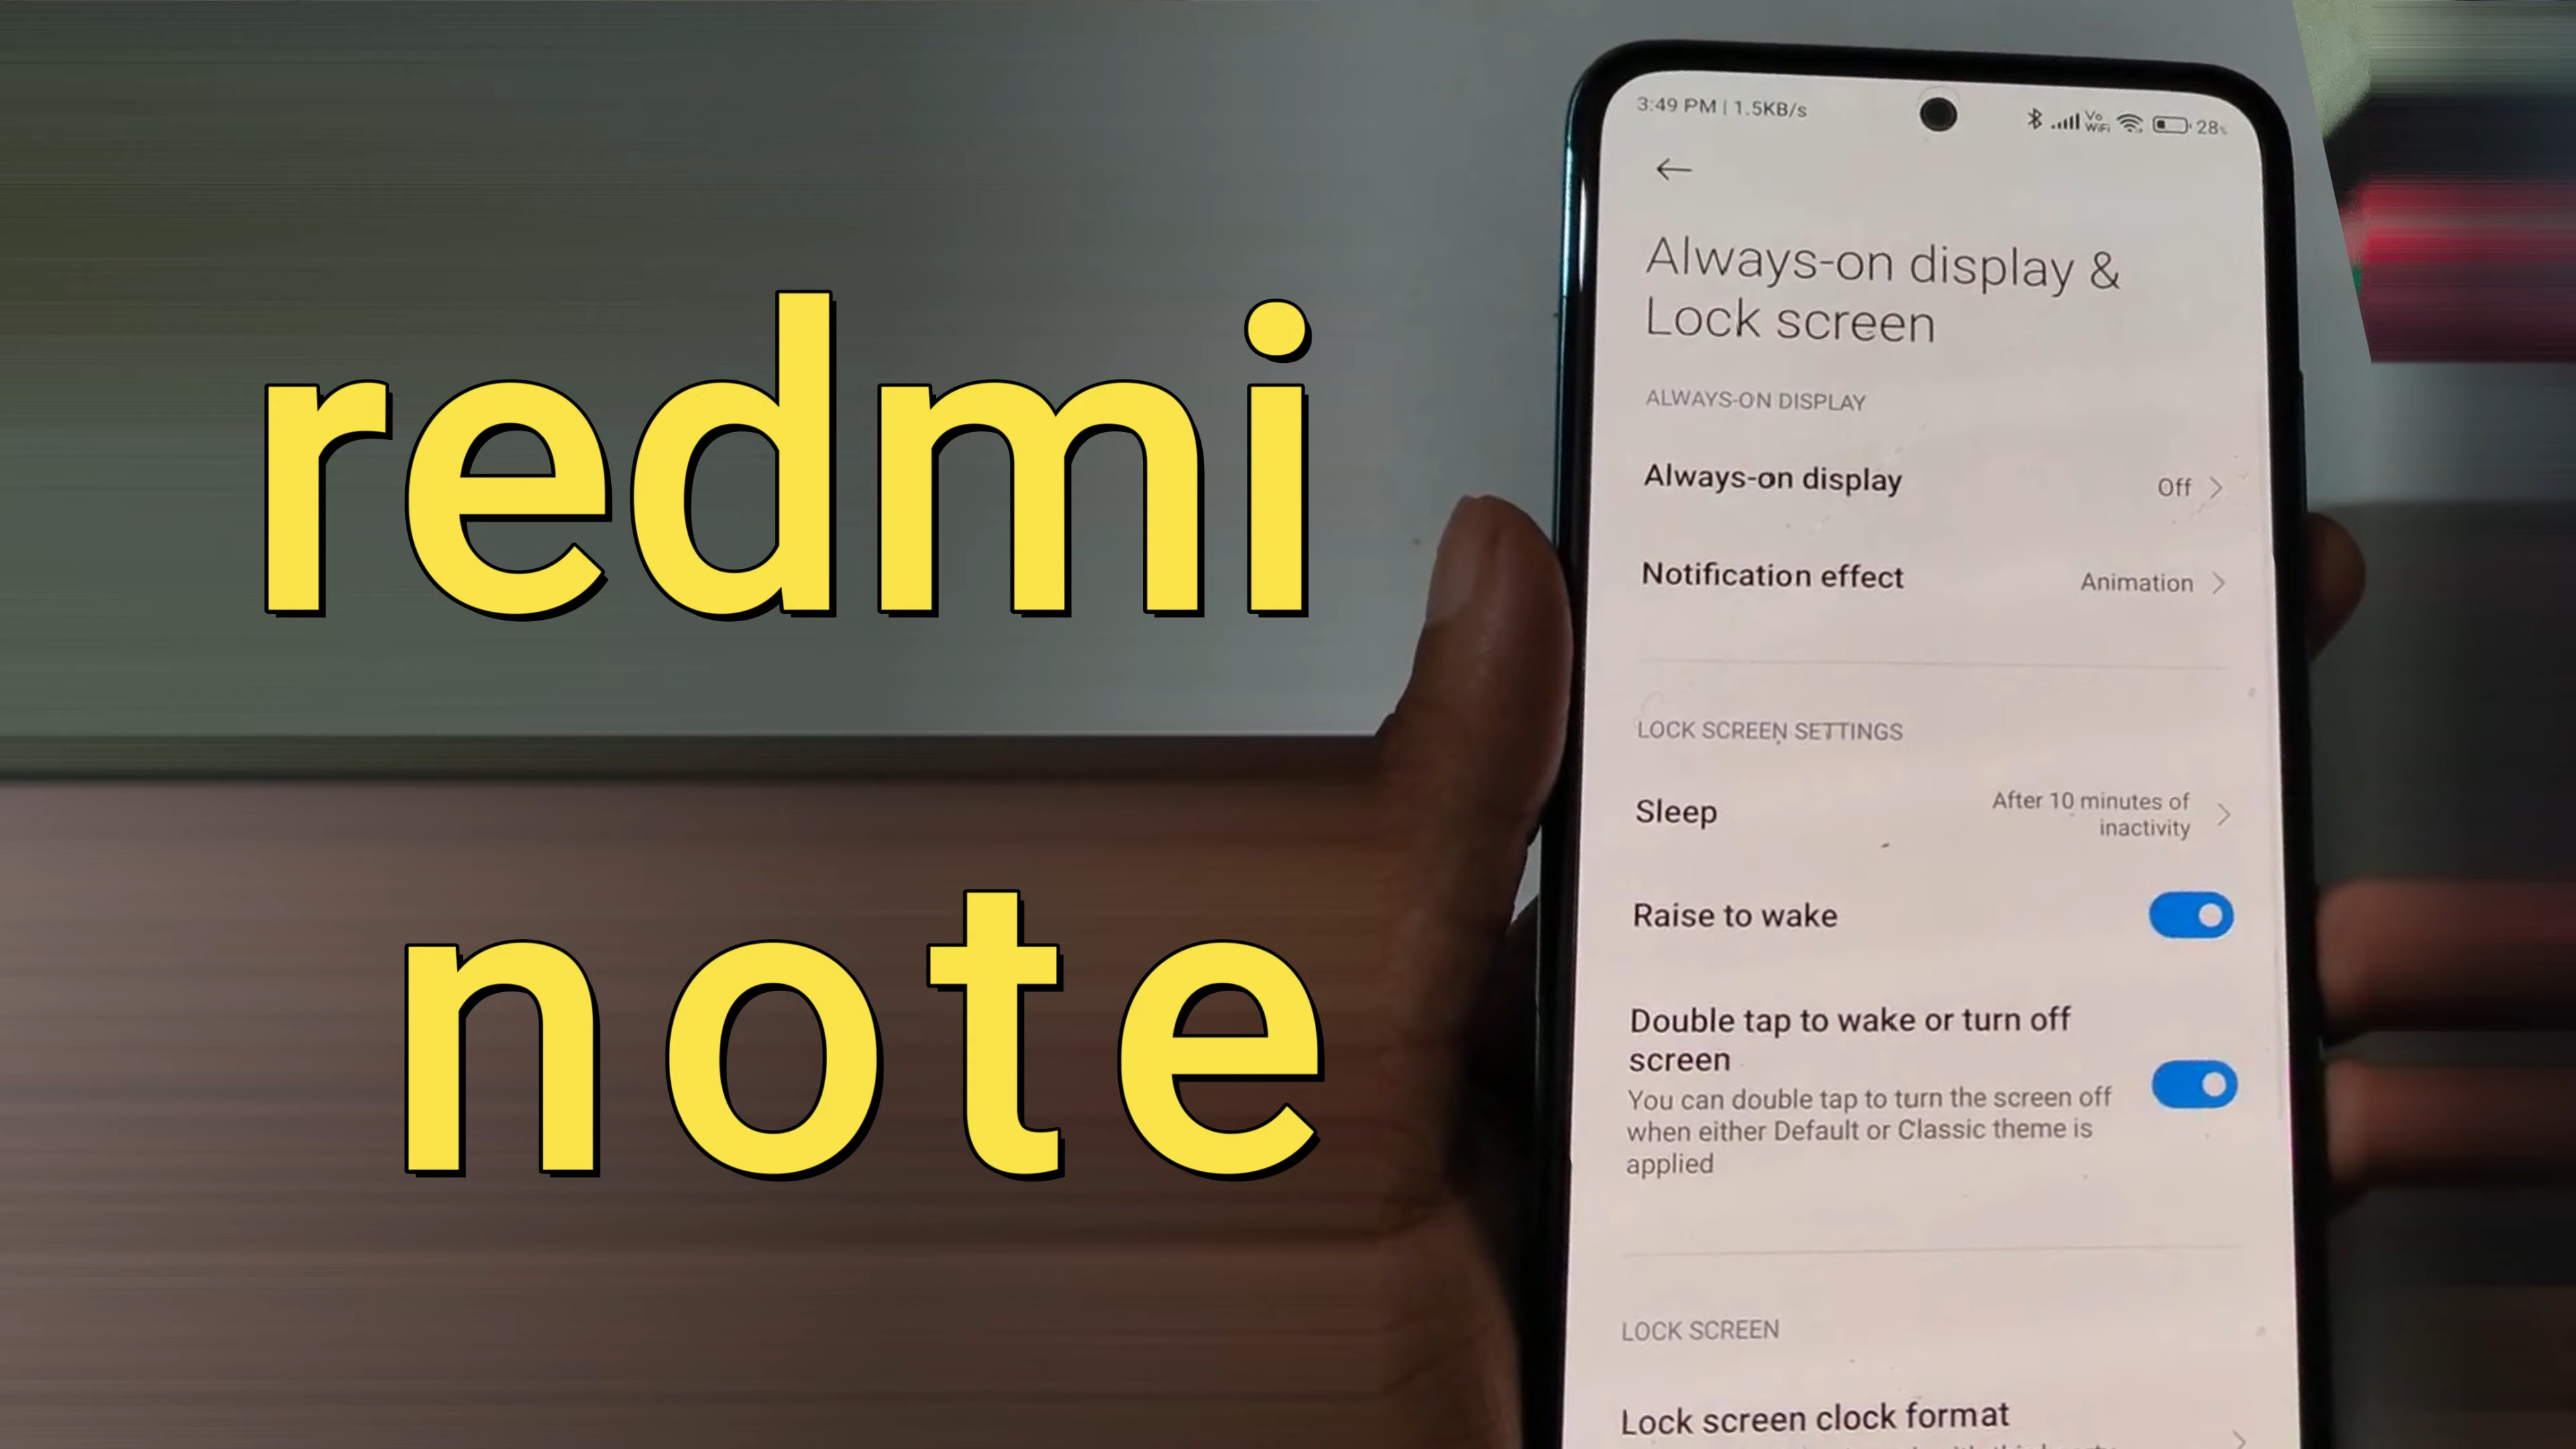 redmi
note
3:49 PM | 1.5KB/s
Vo
WiFi
28%
Always-on display &
Lock screen
ALWAYS-ON DISPLAY
Always-on display
Off
Notification effect
Animation
LOCK SCREEN SETTINGS
Sleep
After 10 minutes of
inactivity
Raise to wake
Double tap to wake or turn off
screen
You can double tap to turn the screen off
when either Default or Classic theme is
applied
LOCK SCREEN
Lock screen clock format